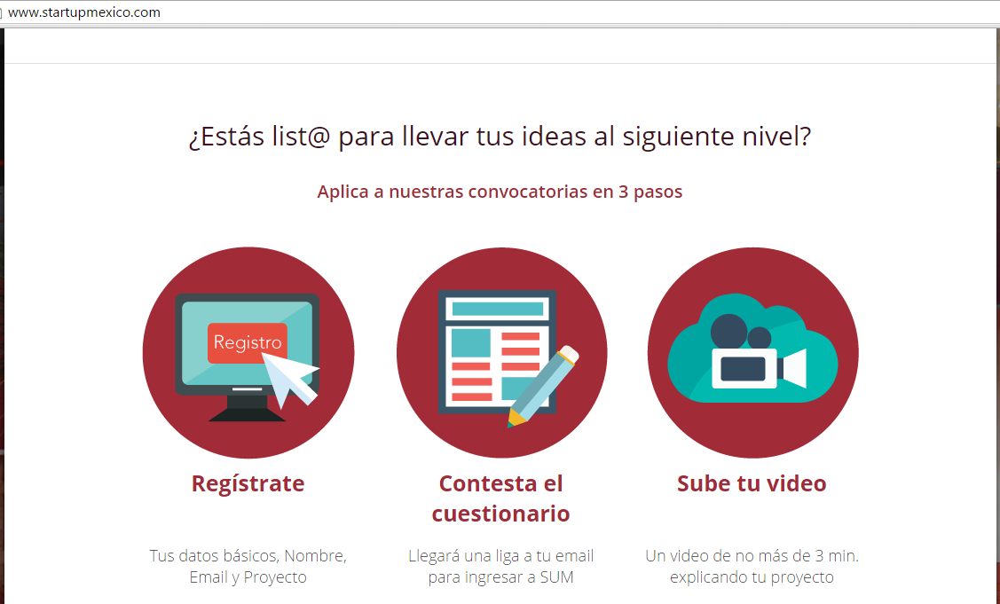 www.startupmexico.com
¿Estás list@ para llevar tus ideas al siguiente nivel?
Aplica a nuestras convocatorias en 3 pasos
Registro
Regístrate
Tus datos básicos, Nombre,
Email y Proyecto
Contesta el
cuestionario
Llegará una liga a tu email
para ingresar a SUM
Sube tu video
Un video de no más de 3 min.
explicando tu proyecto